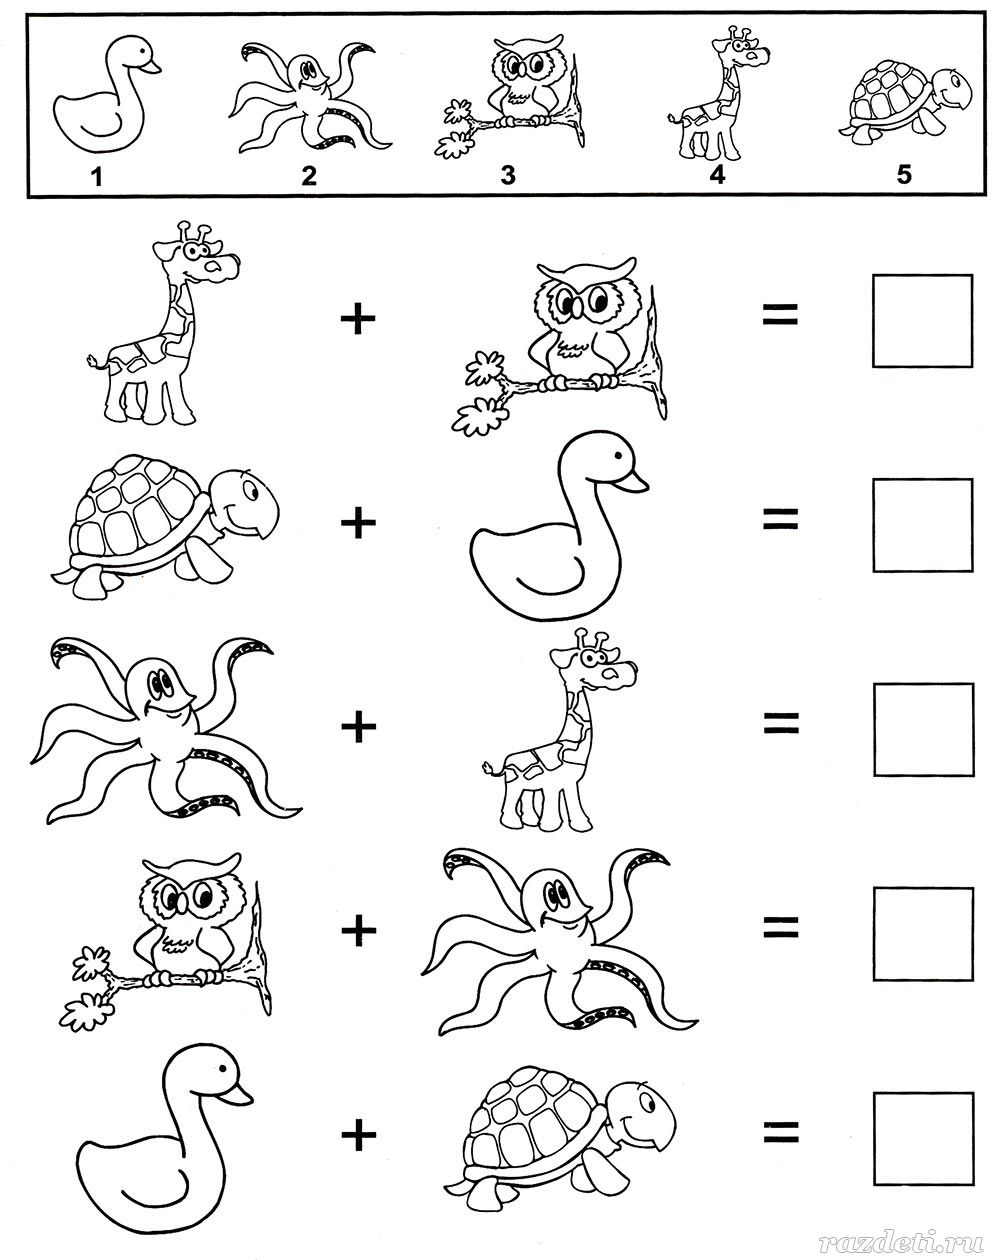 1 2 3 4 5
+ =
+ =
+ =
+ =
+ =
razdeti.ru